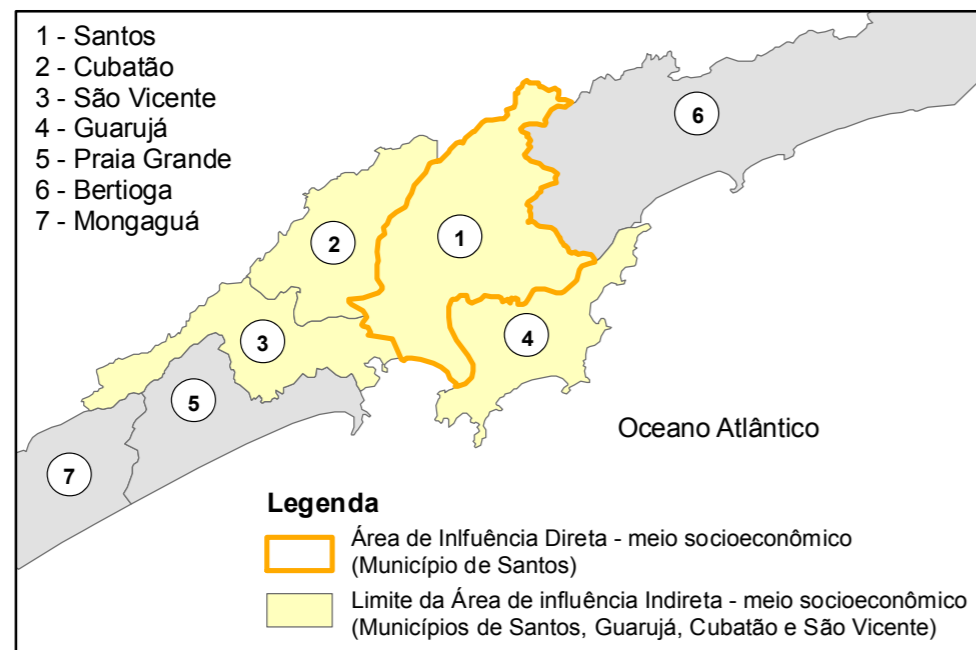 1 - Santos
2 - Cubatão
3 - São Vicente
4 - Guarujá
5 - Praia Grande
6 - Bertioga
7 - Mongaguá
6
1
2
3
4
5
7
Oceano Atlântico
Legenda
Área de Inlfuência Direta - meio socioeconômico
(Município de Santos)
Limite da Área de influência Indireta - meio socioeconômico
(Municípios de Santos, Guarujá, Cubatão e São Vicente)